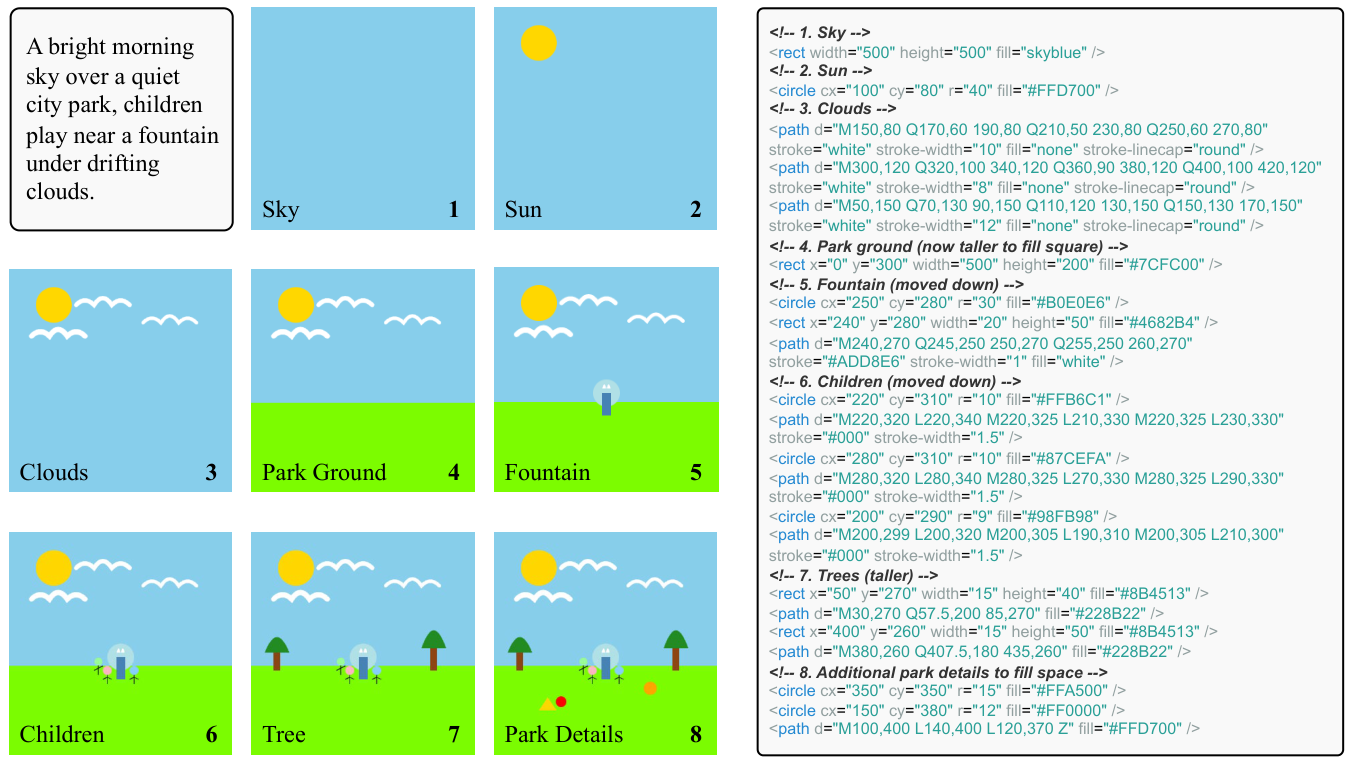 A bright morning
sky over a quiet
city park, children
play near a fountain
under drifting
clouds.
Sky 1
Sun 2
Clouds 3
Park Ground 4
Fountain 5
Children 6
Tree 7
Park Details 8
<!-- 1. Sky -->
<rect width="500" height="500" fill="skyblue" />
<!-- 2. Sun -->
<circle cx="100" cy="80" r="40" fill="#FFD700" />
<!-- 3. Clouds -->
<path d="M150,80 Q170,60 190,80 Q210,50 230,80 Q250,60 270,80"
stroke="white" stroke-width="10" fill="none" stroke-linecap="round" />
<path d="M300,120 Q320,100 340,120 Q360,90 380,120 Q400,100 420,120"
stroke="white" stroke-width="8" fill="none" stroke-linecap="round" />
<path d="M50,150 Q70,130 90,150 Q110,120 130,150 Q150,130 170,150"
stroke="white" stroke-width="12" fill="none" stroke-linecap="round" />
<!-- 4. Park ground (now taller to fill square) -->
<rect x="0" y="300" width="500" height="200" fill="#7CFC00" />
<!-- 5. Fountain (moved down) -->
<circle cx="250" cy="280" r="30" fill="#B0E0E6" />
<rect x="240" y="280" width="20" height="50" fill="#4682B4" />
<path d="M240,270 Q245,250 250,270 Q255,250 260,270"
stroke="#ADD8E6" stroke-width="1" fill="white" />
<!-- 6. Children (moved down) -->
<circle cx="220" cy="310" r="10" fill="#FFB6C1" />
<path d="M220,320 L220,340 M220,325 L210,330 M220,325 L230,330"
stroke="#000" stroke-width="1.5" />
<circle cx="280" cy="310" r="10" fill="#87CEFA" />
<path d="M280,320 L280,340 M280,325 L270,330 M280,325 L290,330"
stroke="#000" stroke-width="1.5" />
<circle cx="200" cy="290" r="9" fill="#98FB98" />
<path d="M200,299 L200,320 M200,305 L190,310 M200,305 L210,300"
stroke="#000" stroke-width="1.5" />
<!-- 7. Trees (taller) -->
<rect x="50" y="270" width="15" height="40" fill="#8B4513" />
<path d="M30,270 Q57.5,200 85,270" fill="#228B22" />
<rect x="400" y="260" width="15" height="50" fill="#8B4513" />
<path d="M380,260 Q407.5,180 435,260" fill="#228B22" />
<!-- 8. Additional park details to fill space -->
<circle cx="350" cy="350" r="15" fill="#FFA500" />
<circle cx="150" cy="380" r="12" fill="#FF0000" />
<path d="M100,400 L140,400 L120,370 Z" fill="#FFD700" />